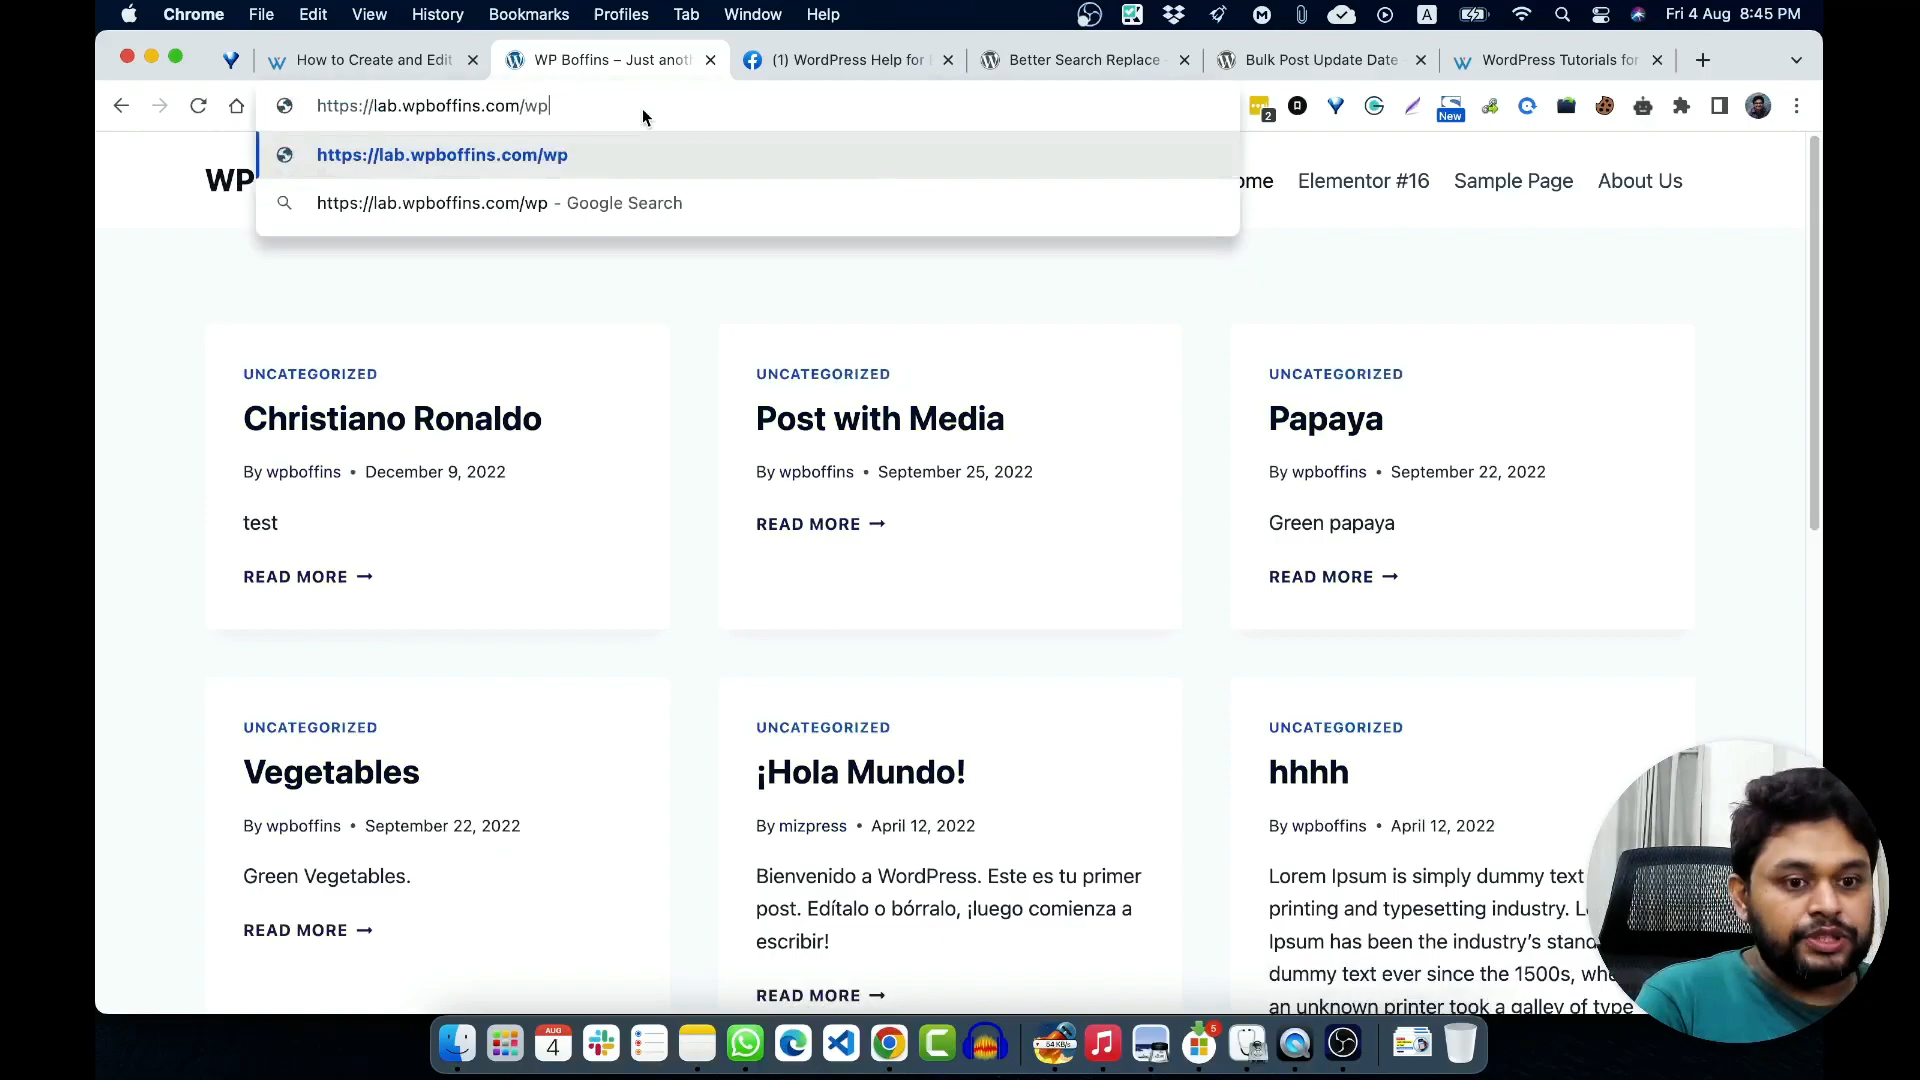 Chrome File Edit View History Bookmarks Profiles Tab Window Help
A
Fri 4 Aug 8:45 PM
How to Create and Edit
WP Boffins – Just anot
(1) WordPress Help for
Better Search Replace
Bulk Post Update Date
WordPress Tutorials for
https://lab.wpboffins.com/wp
2
New
https://lab.wpboffins.com/wp
https://lab.wpboffins.com/wp - Google Search
WP
ome Elementor #16 Sample Page About Us
UNCATEGORIZED
Christiano Ronaldo
By wpboffins • December 9, 2022
test
READ MORE →
UNCATEGORIZED
Post with Media
By wpboffins • September 25, 2022
READ MORE →
UNCATEGORIZED
Papaya
By wpboffins • September 22, 2022
Green papaya
READ MORE →
UNCATEGORIZED
Vegetables
By wpboffins • September 22, 2022
Green Vegetables.
READ MORE →
UNCATEGORIZED
¡Hola Mundo!
By mizpress • April 12, 2022
Bienvenido a WordPress. Este es tu primer
post. Edítalo o bórralo, ¡luego comienza a
escribir!
READ MORE →
UNCATEGORIZED
hhhh
By wpboffins • April 12, 2022
Lorem Ipsum is simply dummy text
printing and typesetting industry.
Ipsum has been the industry's stand
dummy text ever since the 1500s, wh
an unknown printer took a galley of type
AUG
4
54 KB/s
5